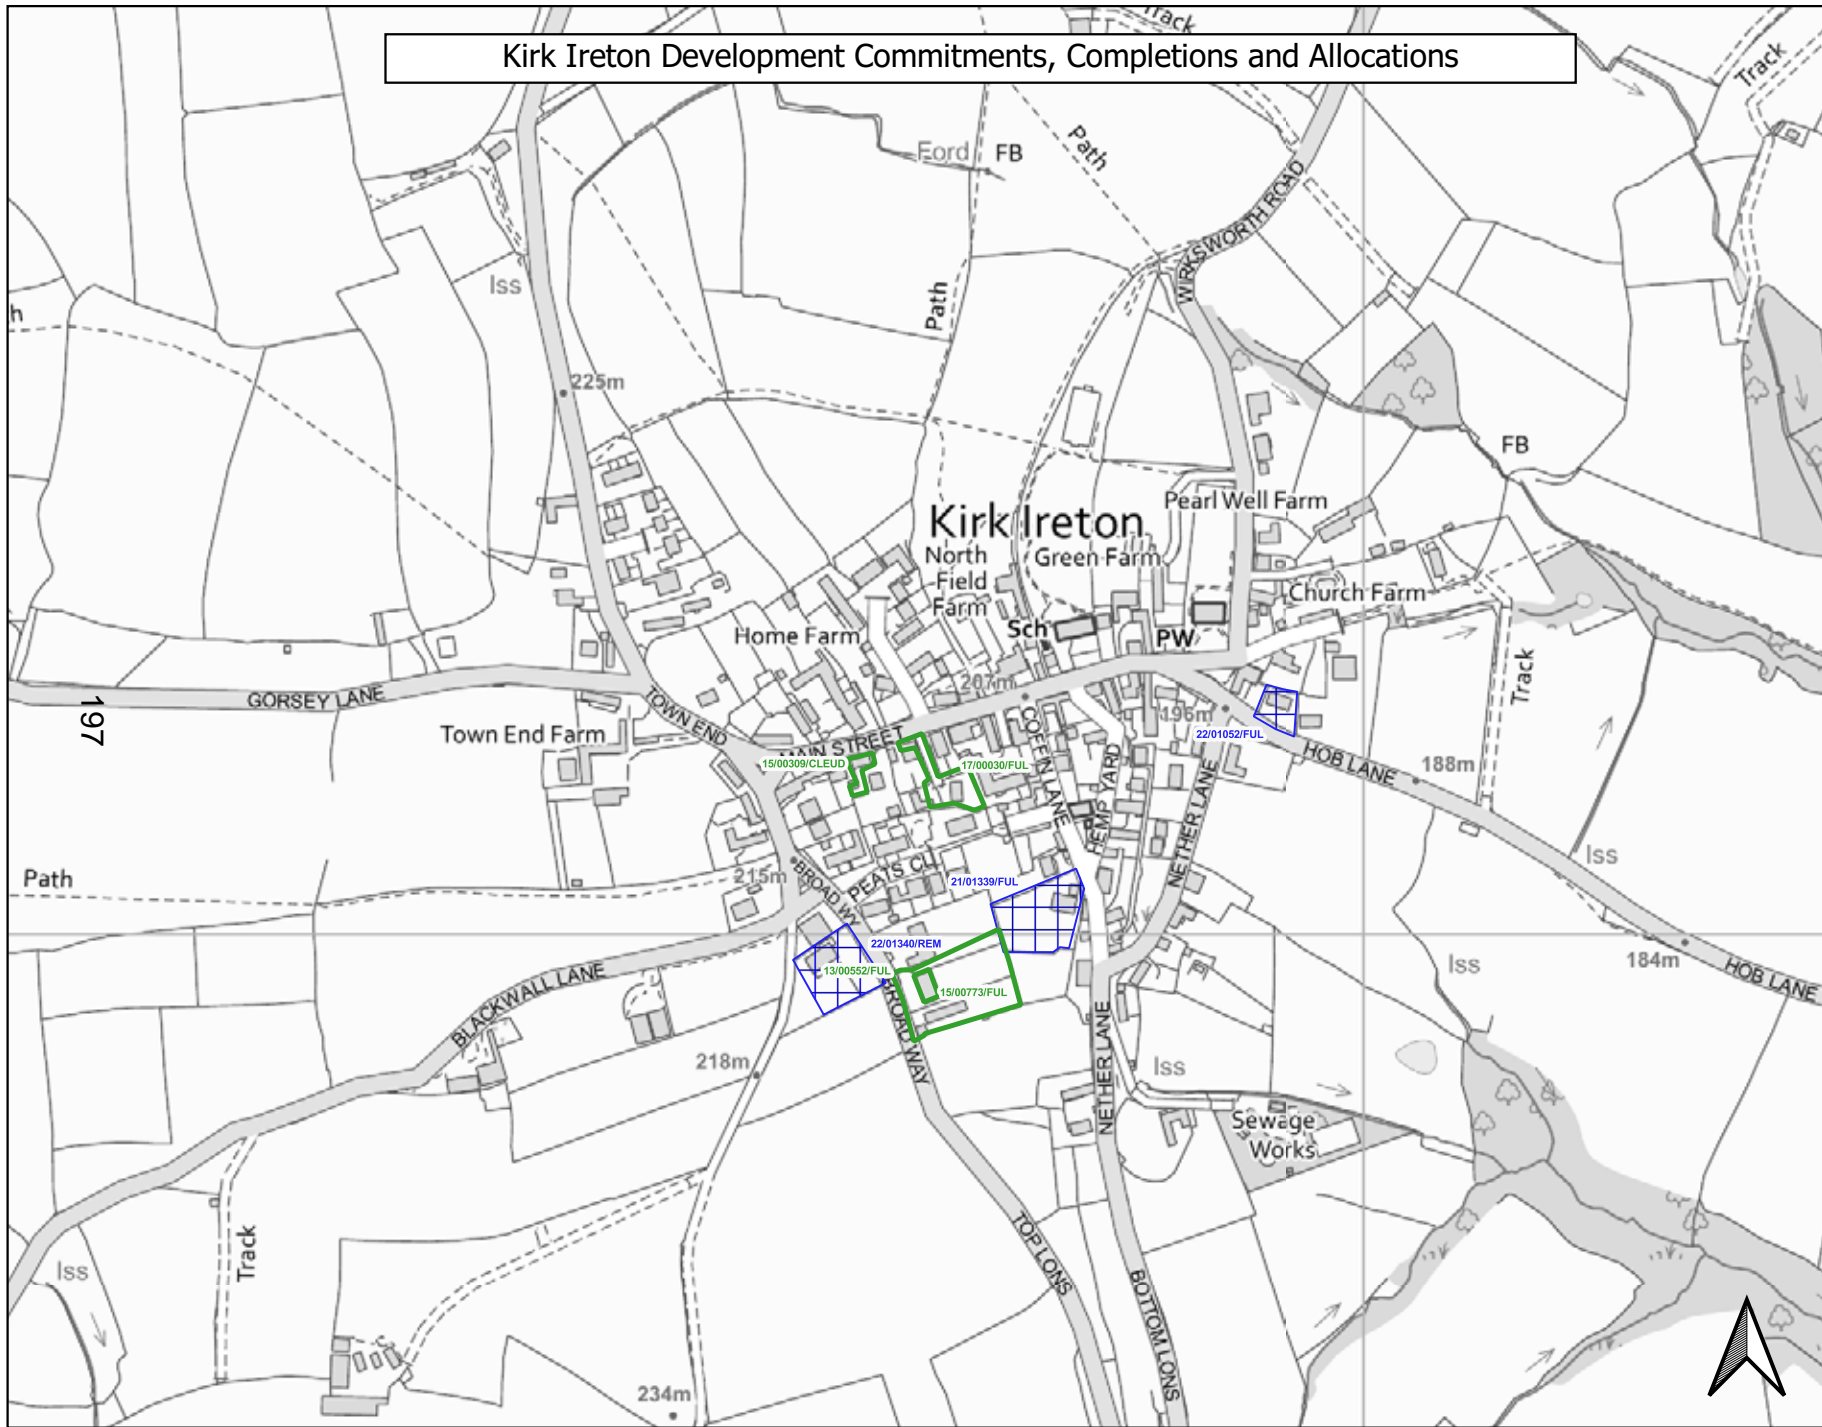 Kirk Ireton Development Commitments, Completions and Allocations
Track
Track
Ford
FB
Path
WIRKSWORTH ROAD
Iss
Path
h
225m
FB
Pearl Well Farm
Kirk Ireton
North
Field
Farm
Green Farm
Church Farm
Home Farm
Sch
PW
Track
GORSEY LANE
197
TOWN END
207m
196m
Town End Farm
MAIN STREET
COFFIN LANE
22/01052/FUL
HOB LANE
188m
15/00309/CLEUD
17/00030/FUL
HEMP YARD
NETHER LANE
Iss
Path
215m
BROAD WY
PEATS CL
21/01339/FUL
22/01340/REM
13/00552/FUL
15/00773/FUL
BLACKWALL LANE
BROAD WAY
184m
Iss
HOB LANE
218m
NETHER LANE
Iss
Sewage
Works
Track
Iss
TOP LONS
BOTTOM LONS
234m